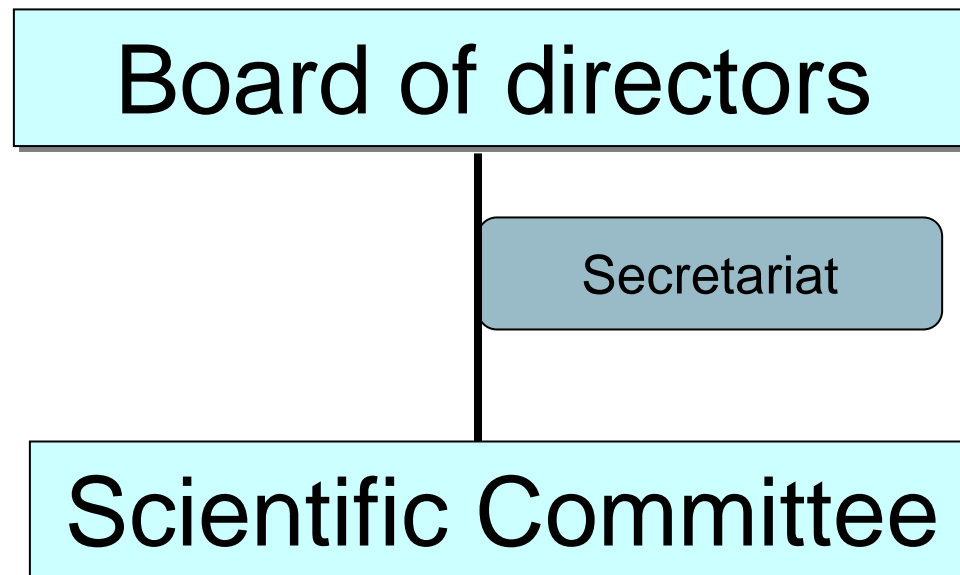 Board of directors
Secretariat
Scientific Committee